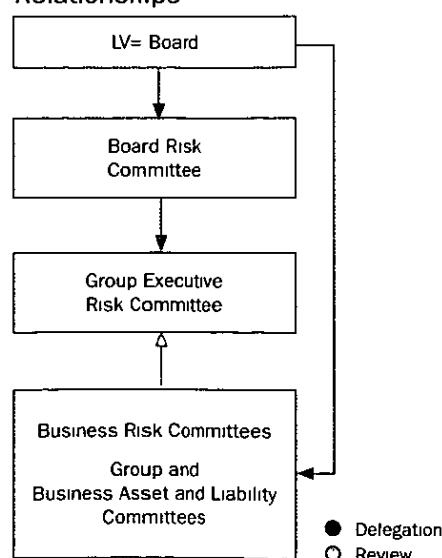 Relationships
LV= Board
Board Risk
Committee
Group Executive
Risk Committee
Business Risk Committees
Group and
Business Asset and Liability
Committees
Delegation
Review